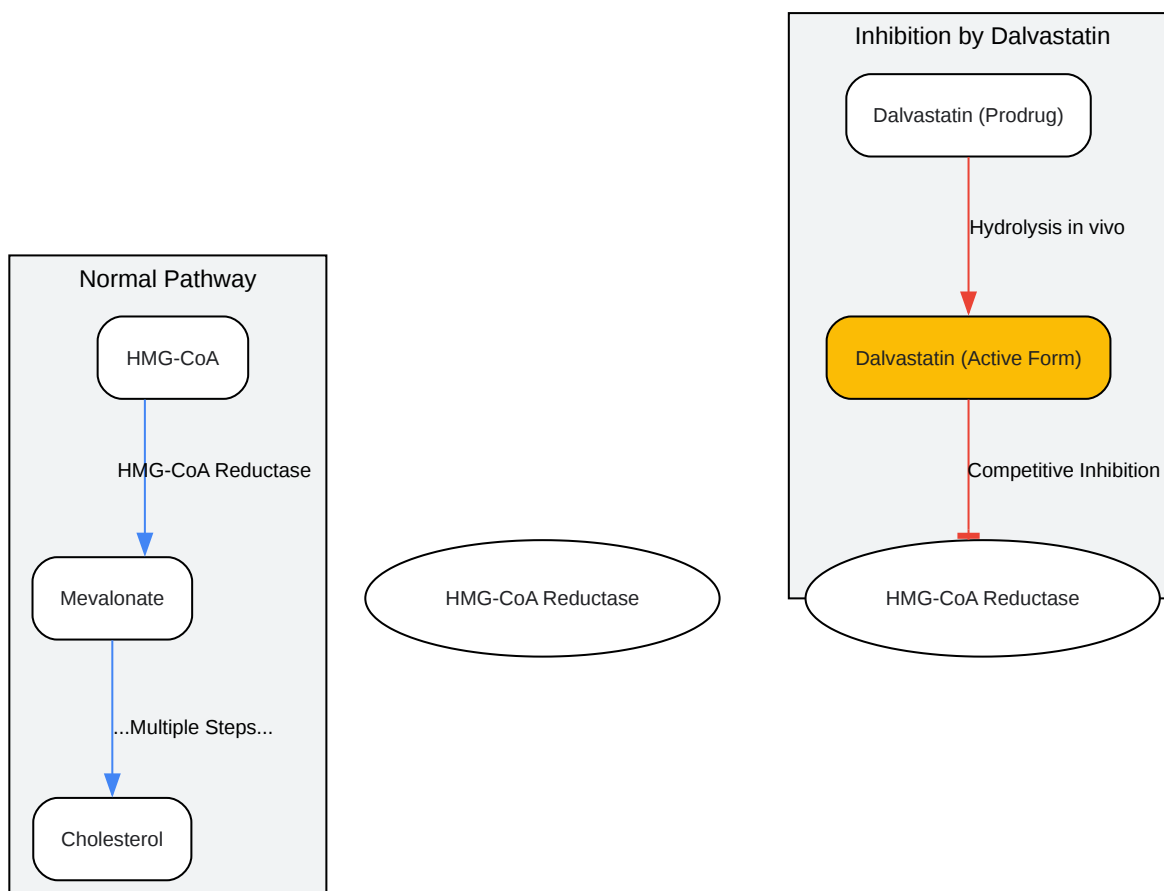 Normal Pathway
HMG-CoA
HMG-CoA Reductase
Mevalonate
...Multiple Steps...
Cholesterol
HMG-CoA Reductase
Inhibition by Dalvastatin
Dalvastatin (Prodrug)
Hydrolysis in vivo
Dalvastatin (Active Form)
Competitive Inhibition
HMG-CoA Reductase